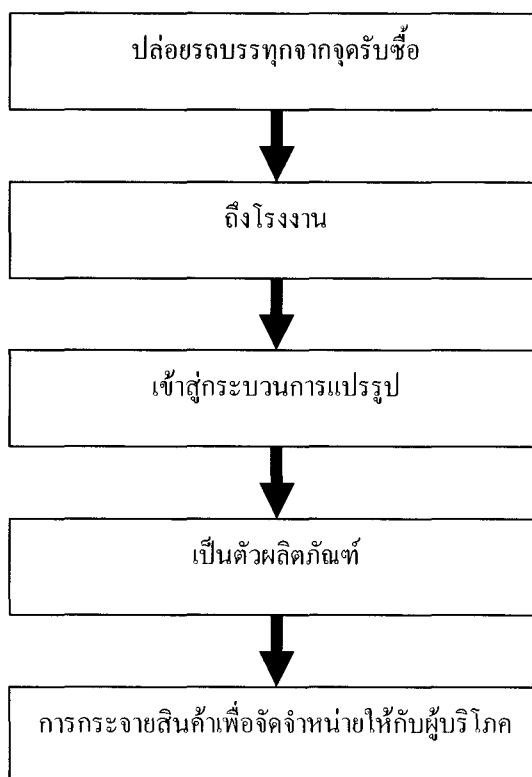 ปล่อยรถบรรทุกจากจุดรับซื้อ
ถึงโรงงาน
เข้าสู่กระบวนการแปรรูป
เป็นตัวผลิตภัณฑ์
การกระจายสินค้าเพื่อจัดจำหน่ายให้กับผู้บริโภค